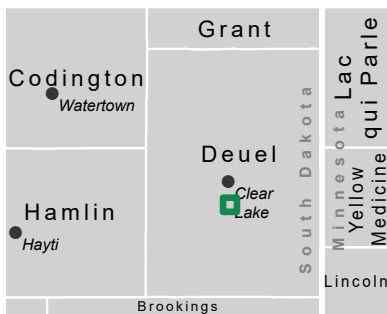 Grant
Codington
Watertown
Deuel
Clear
Lake
Hamlin
Hayti
Brookings
South Dakota
Minnesota
Lac
qui Parle
Yellow
Medicine
Lincoln